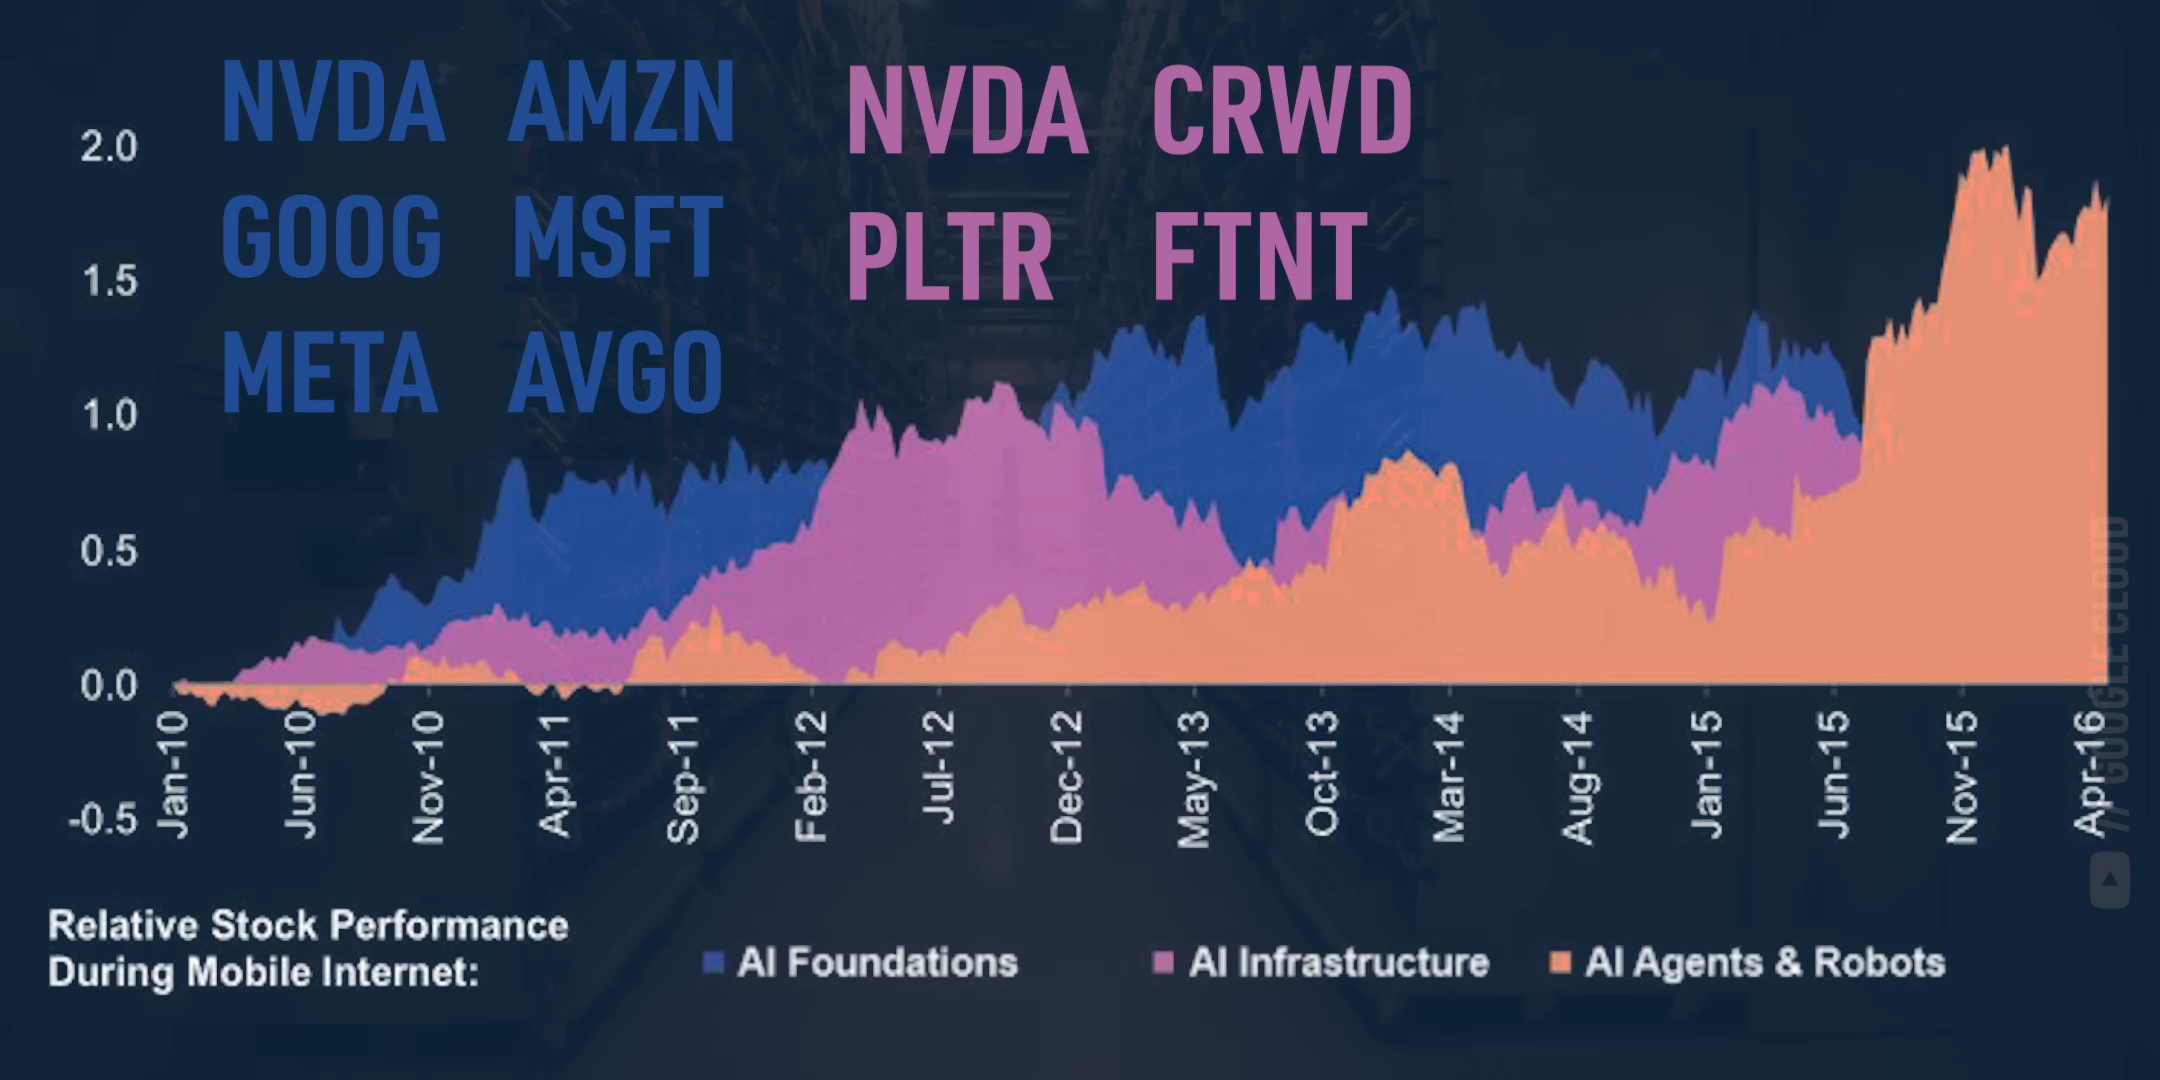 NVDA AMZN
GOOG MSFT
META AVGO
NVDA CRWD
PLTR FTNT
2.0
1.5
1.0
0.5
0.0
-0.5
Jan-10
Jun-10
Nov-10
Apr-11
Sep-11
Feb-12
Jul-12
Dec-12
May-13
Oct-13
Mar-14
Aug-14
Jan-15
Jun-15
Nov-15
Apr-16
Relative Stock Performance
During Mobile Internet:
AI Foundations
AI Infrastructure
AI Agents & Robots
// GOOGLE CLOUD